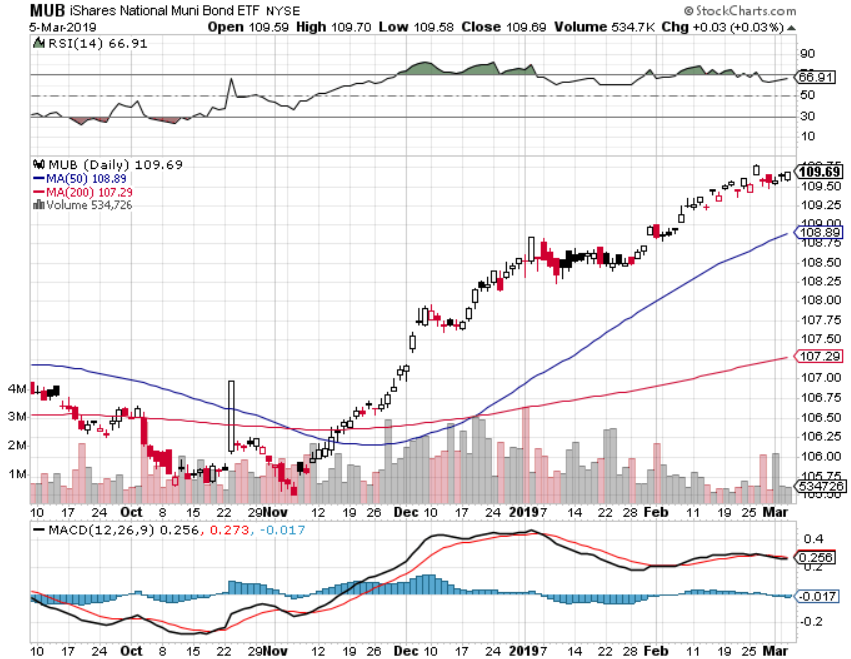 MUB iShares National Muni Bond ETF NYSE
© StockCharts.com
5-Mar-2019
Open 109.59 High 109.70 Low 109.58 Close 109.69 Volume 534.7K Chg +0.03 (+0.03%)
RSI(14) 66.91
90
66.91
50
30
10
MUB (Daily) 109.69
MA(50) 108.89
MA(200) 107.29
Volume 534,726
109.69
109.50
109.25
109.00
108.89
108.75
108.50
108.25
108.00
107.75
107.50
107.29
107.00
106.75
106.50
106.25
106.00
105.75
534726
105.50
4M
3M
2M
1M
10 17 24 Oct 8 15 22 29 Nov 12 19 26 Dec 10 17 24 2019 7 14 22 28 Feb 11 19 25 Mar
MACD(12,26,9) 0.256, 0.273, -0.017
0.4
0.256
0.2
-0.017
-0.2
10 17 24 Oct 8 15 22 29 Nov 12 19 26 Dec 10 17 24 2019 7 14 22 28 Feb 11 19 25 Mar